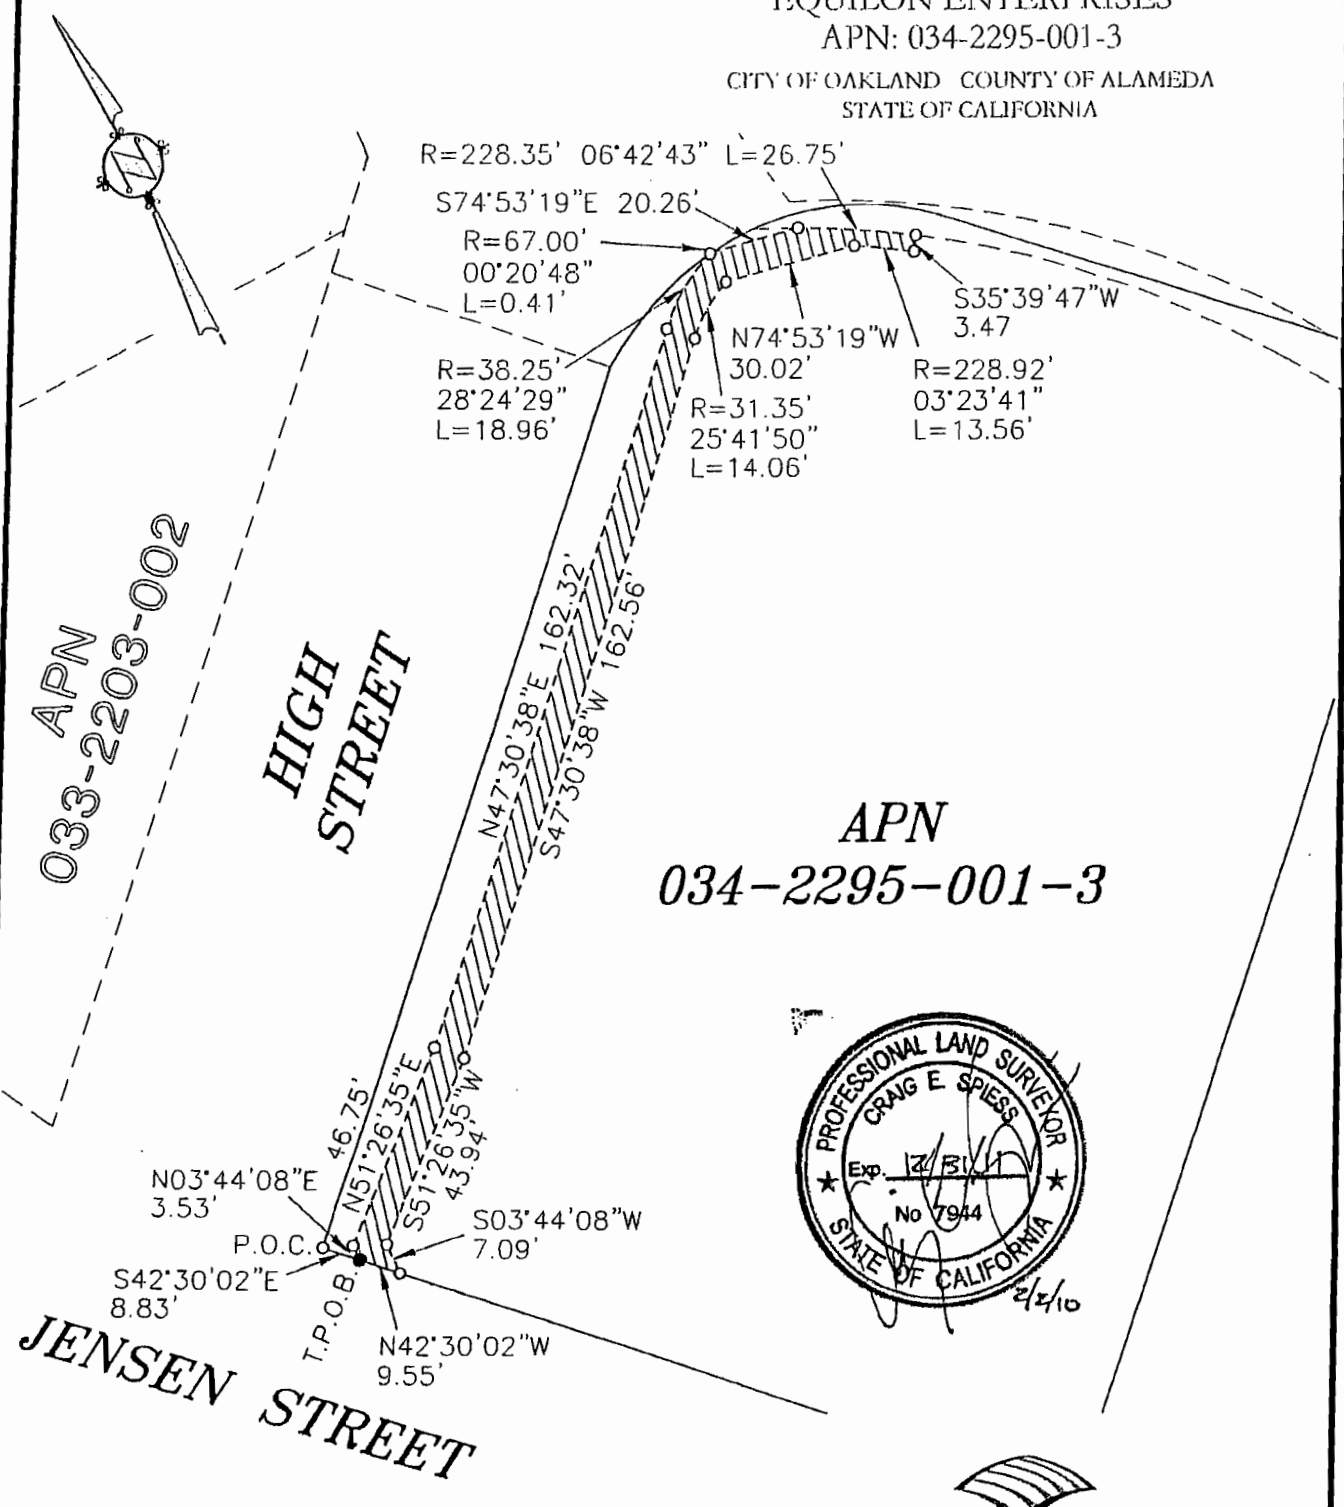 EQUILON ENTERPRISES
APN: 034-2295-001-3
CITY OF OAKLAND COUNTY OF ALAMEDA
STATE OF CALIFORNIA
N
R=228.35' 06°42'43" L=26.75'
S74°53'19"E 20.26'
R=67.00'
00°20'48"
L=0.41'
R=38.25'
28°24'29"
L=18.96'
N74°53'19"W
30.02'
R=31.35'
25°41'50"
L=14.06'
S35°39'47"W
3.47
R=228.92'
03°23'41"
L=13.56'
APN
033-2203-002
HIGH
STREET
N47°30'38"E 162.32'
S47°30'38"W 162.56'
APN
034-2295-001-3
46.75'
N51°26'35"E
S51°26'35"W
43.94'
N03°44'08"E
3.53'
P.O.C.
S42°30'02"E
8.83'
T.P.O.B.
S03°44'08"W
7.09'
N42°30'02"W
9.55'
JENSEN STREET
PROFESSIONAL LAND SURVEYOR
CRAIG E. SPIESS
Exp. 12/31/11
No 7944
STATE OF CALIFORNIA
2/2/10